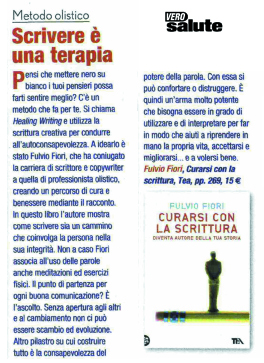 Metodo olistico
Scrivere è
una terapia
Pensi che mettere nero su
bianco i tuoi pensieri possa
farti sentire meglio? C'è un
metodo che fa per te. Si chiama
Healing Writing e utilizza la
scrittura creativa per condurre
all'autoconsapevolezza. A idearlo è
stato Fulvio Fiori, che ha coniugato
la carriera di scrittore e copywriter
a quella di professionista olistico,
creando un percorso di cura e
benessere mediante il racconto.
In questo libro l'autore mostra
come scrivere sia un cammino
che coinvolga la persona nella
sua integrità. Non a caso Fiori
associa all'uso delle parole
anche meditazioni ed esercizi
fisici. Il punto di partenza per
ogni buona comunicazione? È
l'ascolto. Senza apertura agli altri
e al cambiamento non ci può
essere scambio ed evoluzione.
Altro pilastro su cui costruire
tutto è la consapevolezza del
VERO
salute
potere della parola. Con essa si
può confortare o distruggere. È
quindi un'arma molto potente
che bisogna essere in grado di
utilizzare e di interpretare per far
in modo che aiuti a rendere in
mano la propria vita, accettarsi e
migliorarsi... e a volersi bene.
Fulvio Fiori, Curarsi con la
scrittura, Tea, pp. 269, 15 €
FULVIO FIORI
CURARSI CON
LA SCRITTURA
DIVENTA AUTORE DELLA TUA STORIA
TEA